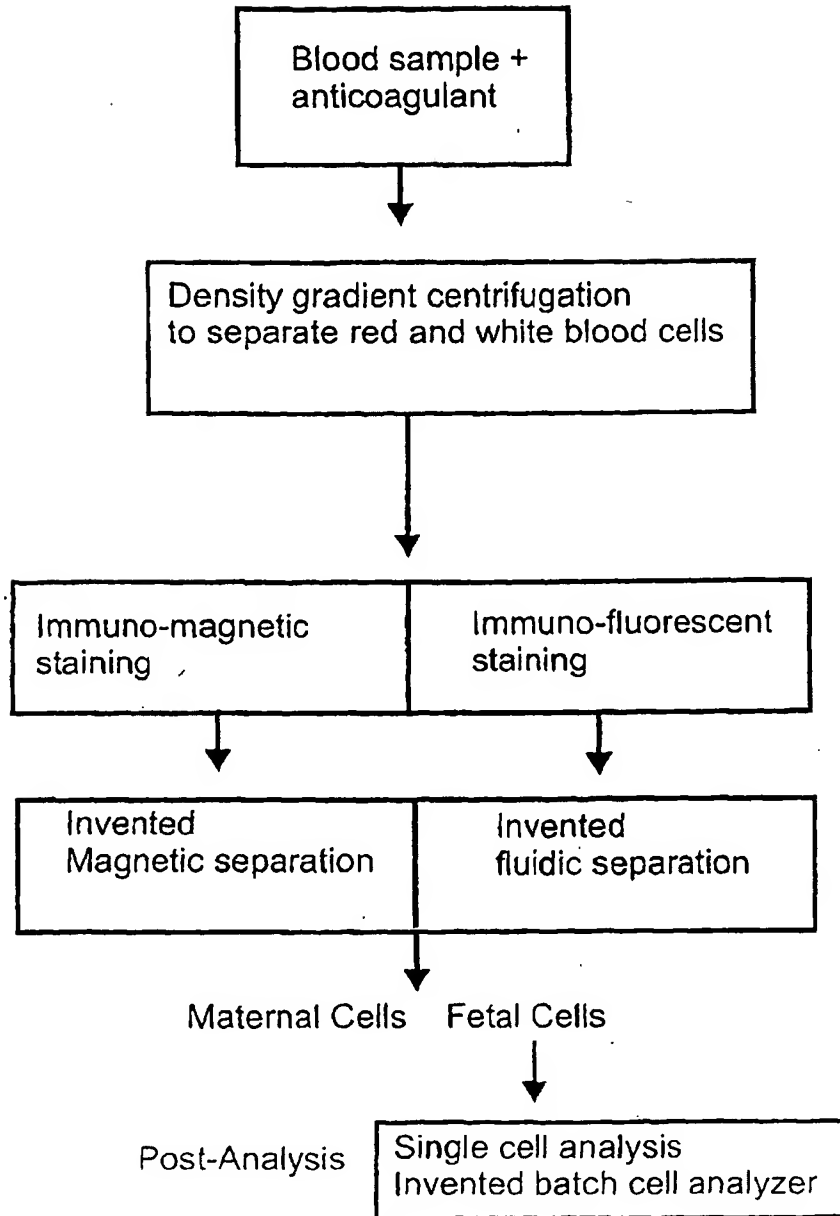 Blood sample +
anticoagulant
Density gradient centrifugation
to separate red and white blood cells
Immuno-magnetic
staining
Immuno-fluorescent
staining
Invented
Magnetic separation
Invented
fluidic separation
Maternal Cells Fetal Cells
Post-Analysis
Single cell analysis
Invented batch cell analyzer